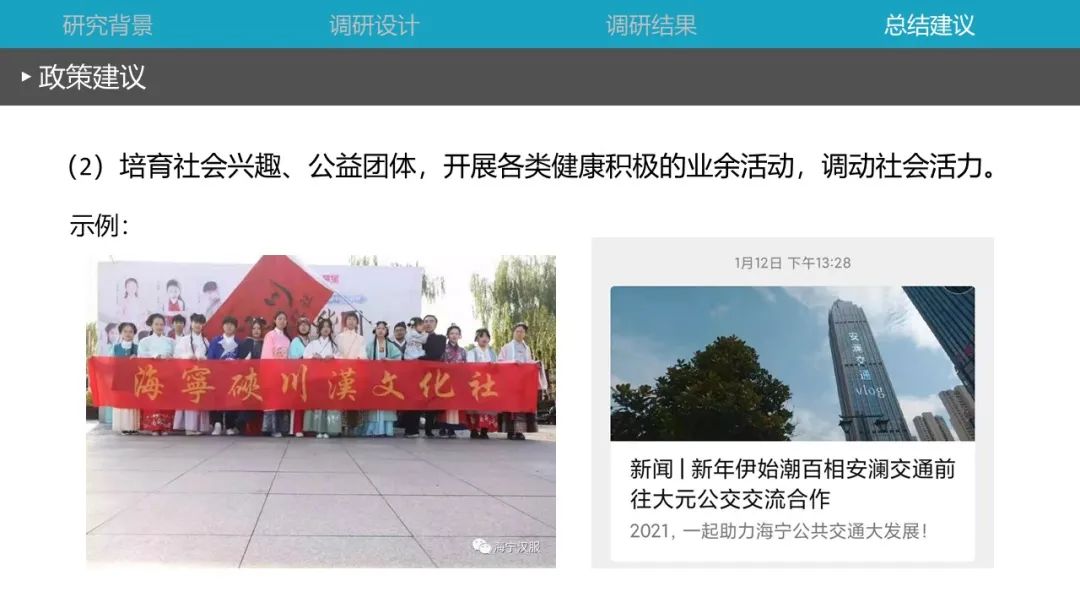 研究背景
调研设计
调研结果
总结建议
政策建议
（2）培育社会兴趣、公益团体，开展各类健康积极的业余活动，调动社会活力。
示例：
海寧硤川漢文化社
海宁汉服
1月12日 下午13:28
安澜交通
vlog
新闻 | 新年伊始潮百相安澜交通前
往大元公交交流合作
2021，一起助力海宁公共交通大发展！